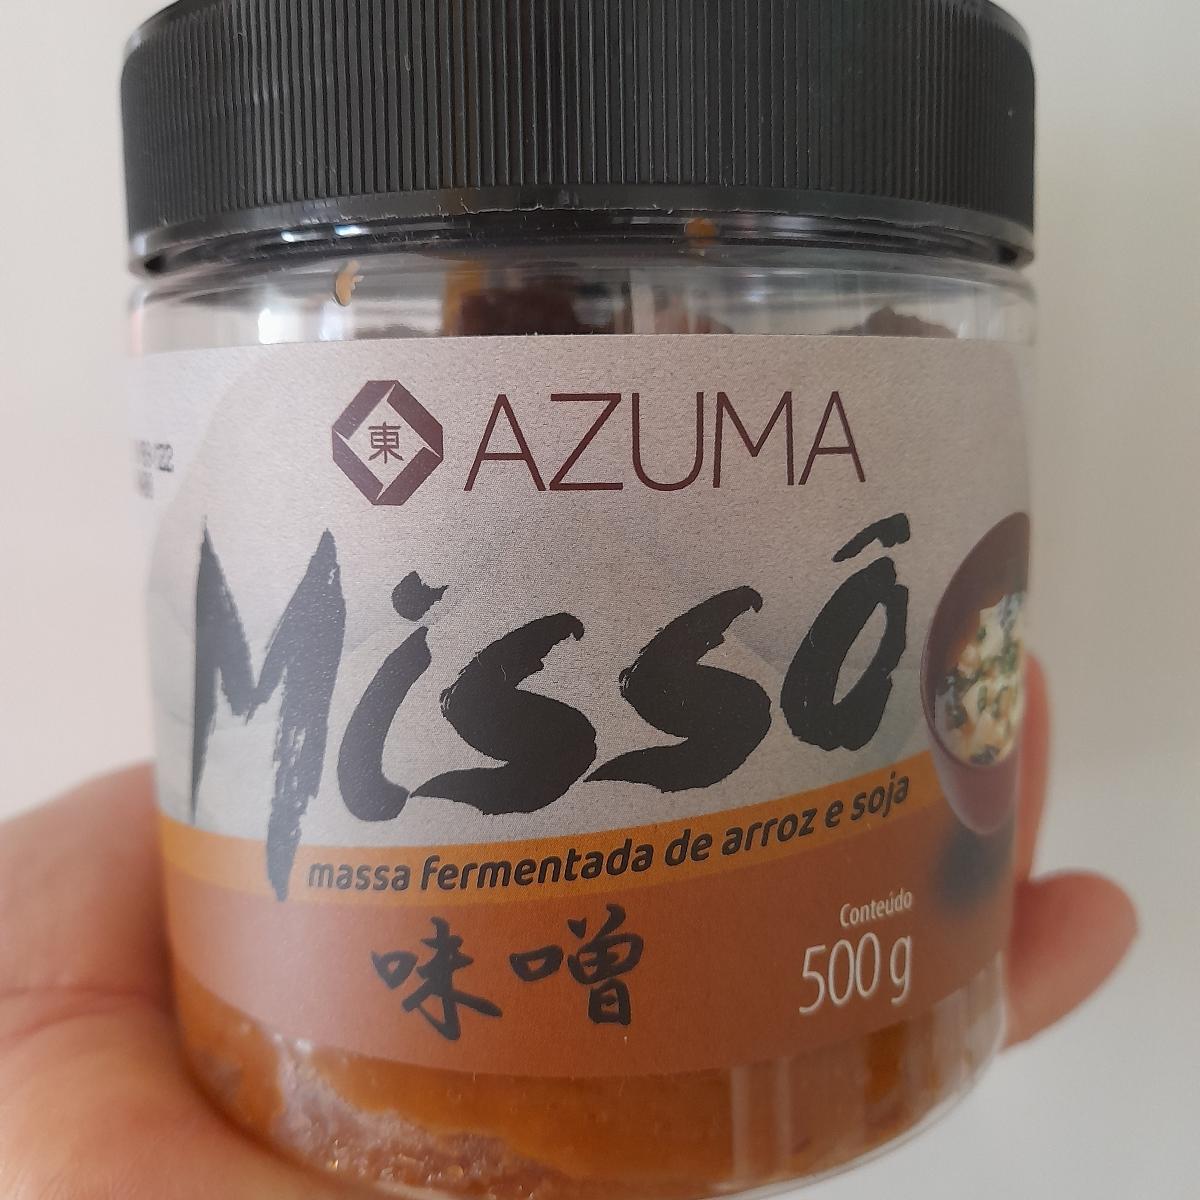 東 AZUMA
Missô
massa fermentada de arroz e soja
味噌
Conteúdo
500 g